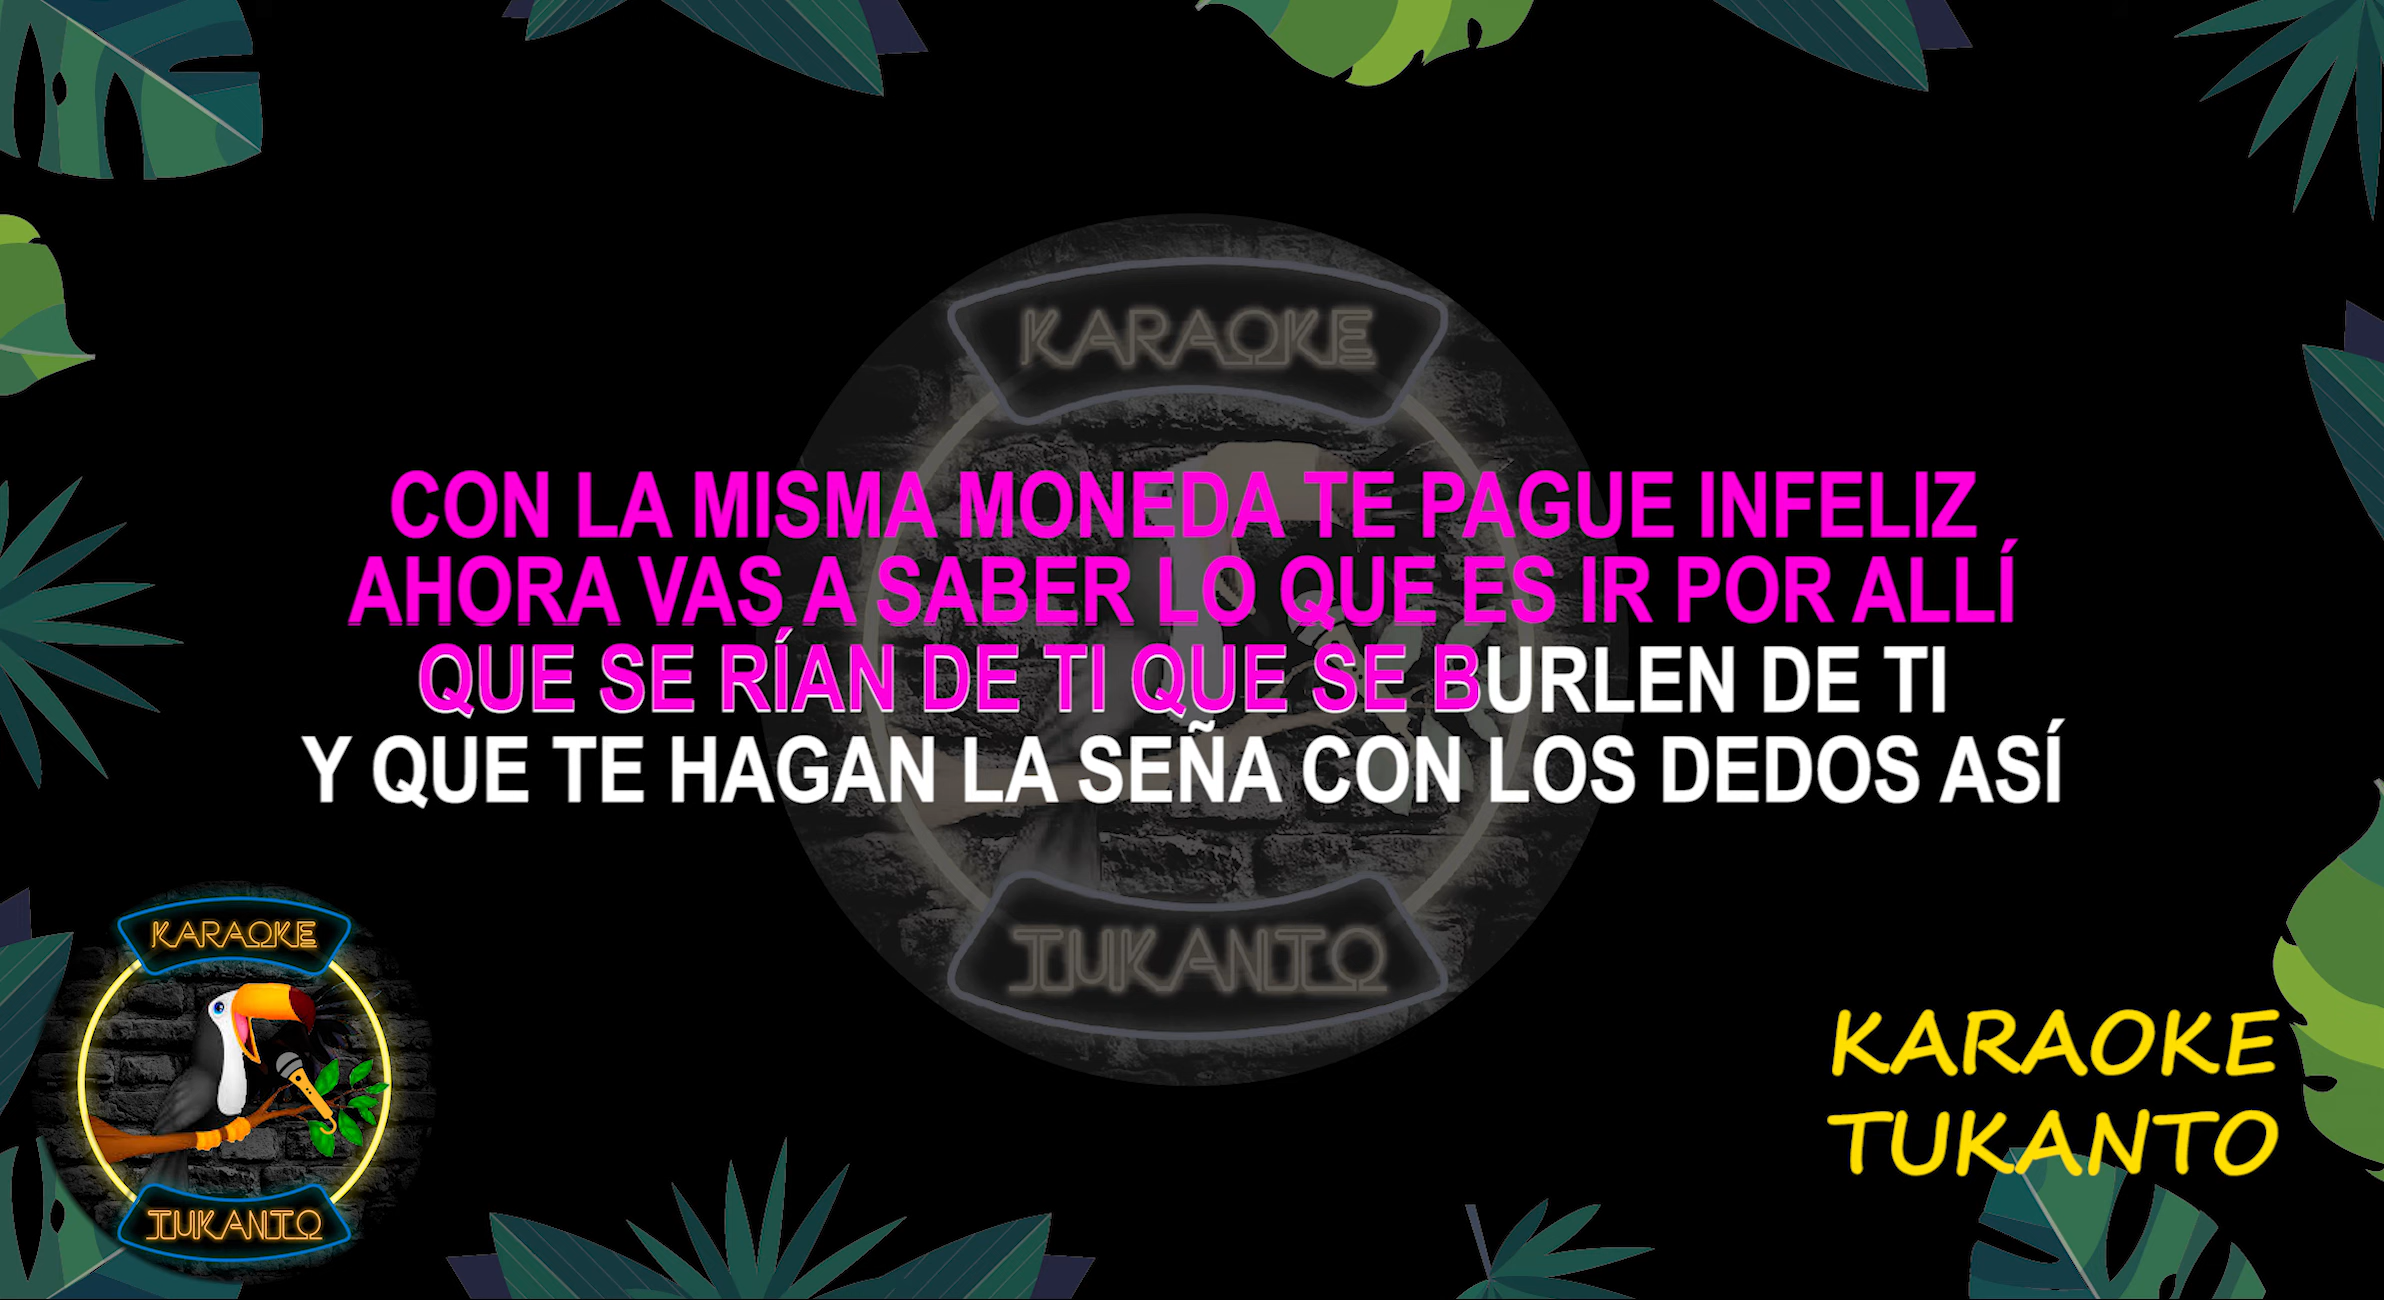 KARAOKE
CON LA MISMA MONEDA TE PAGUE INFELIZ
AHORA VAS A SABER LO QUE ES IR POR ALLÍ
QUE SE RÍAN DE TI QUE SE BURLEN DE TI
Y QUE TE HAGAN LA SEÑA CON LOS DEDOS ASÍ
TUKANTO
KARAOKE
TUKANTO
KARAOKE
TUKANTO